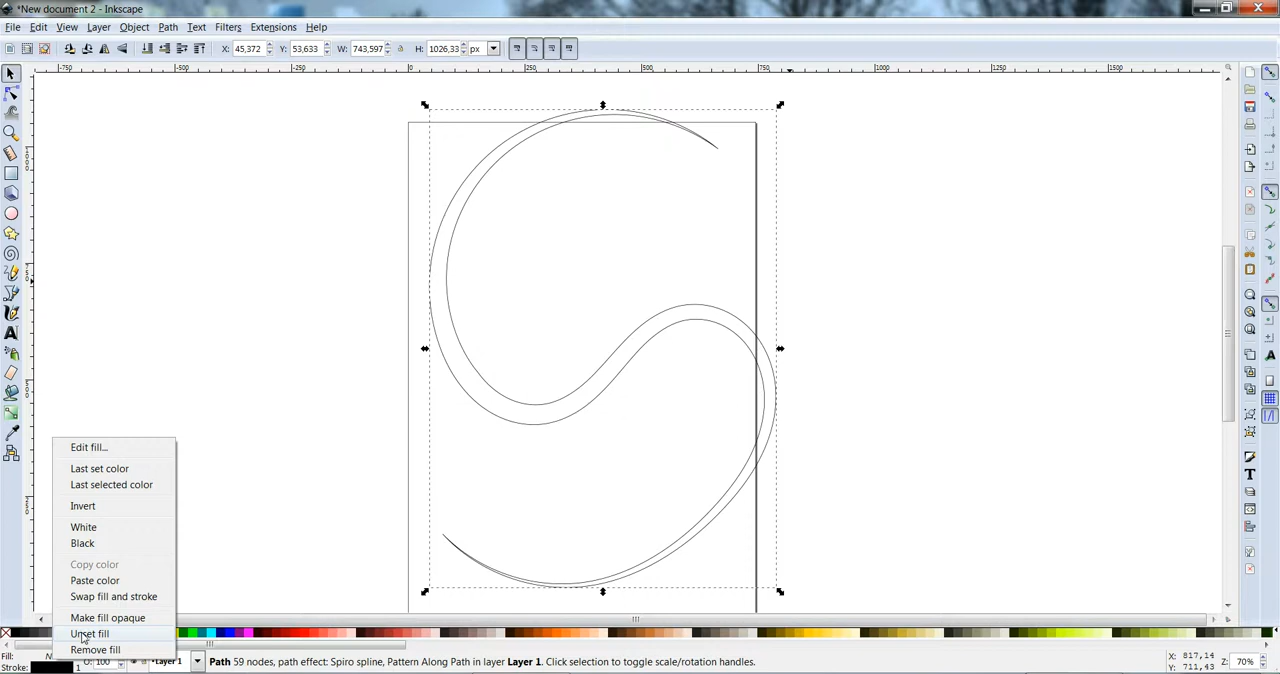 *New document 2 - Inkscape
File Edit View Layer Object Path Text Filters Extensions Help
X: 45,372 Y: 53,633 W: 743,597 H: 1026,33 px
-750 -500 -250 0 250 500 750 1000 1250 1500
Edit fill...
Last set color
Last selected color
Invert
White
Black
Copy color
Paste color
Swap fill and stroke
Make fill opaque
Unset fill
Remove fill
Fill: N
Stroke: 1 O: 100 Layer 1 Path 59 nodes, path effect: Spiro spline, Pattern Along Path in layer Layer 1. Click selection to toggle scale/rotation handles.
X: 817,14
Y: 711,43
Z: 70%